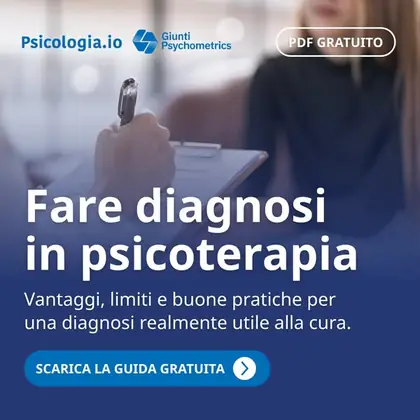 Psicologia.io
Giunti
Psychometrics
PDF GRATUITO
Fare diagnosi
in psicoterapia
Vantaggi, limiti e buone pratiche per
una diagnosi realmente utile alla cura.
SCARICA LA GUIDA GRATUITA